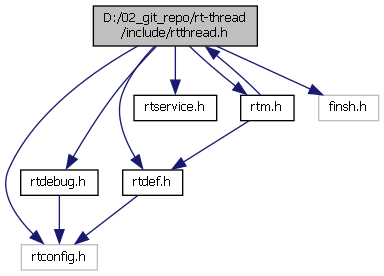 D:/02_git_repo/rt-thread
/include/rtthread.h
rtservice.h
rtm.h
finsh.h
rtdebug.h
rtdef.h
rtconfig.h